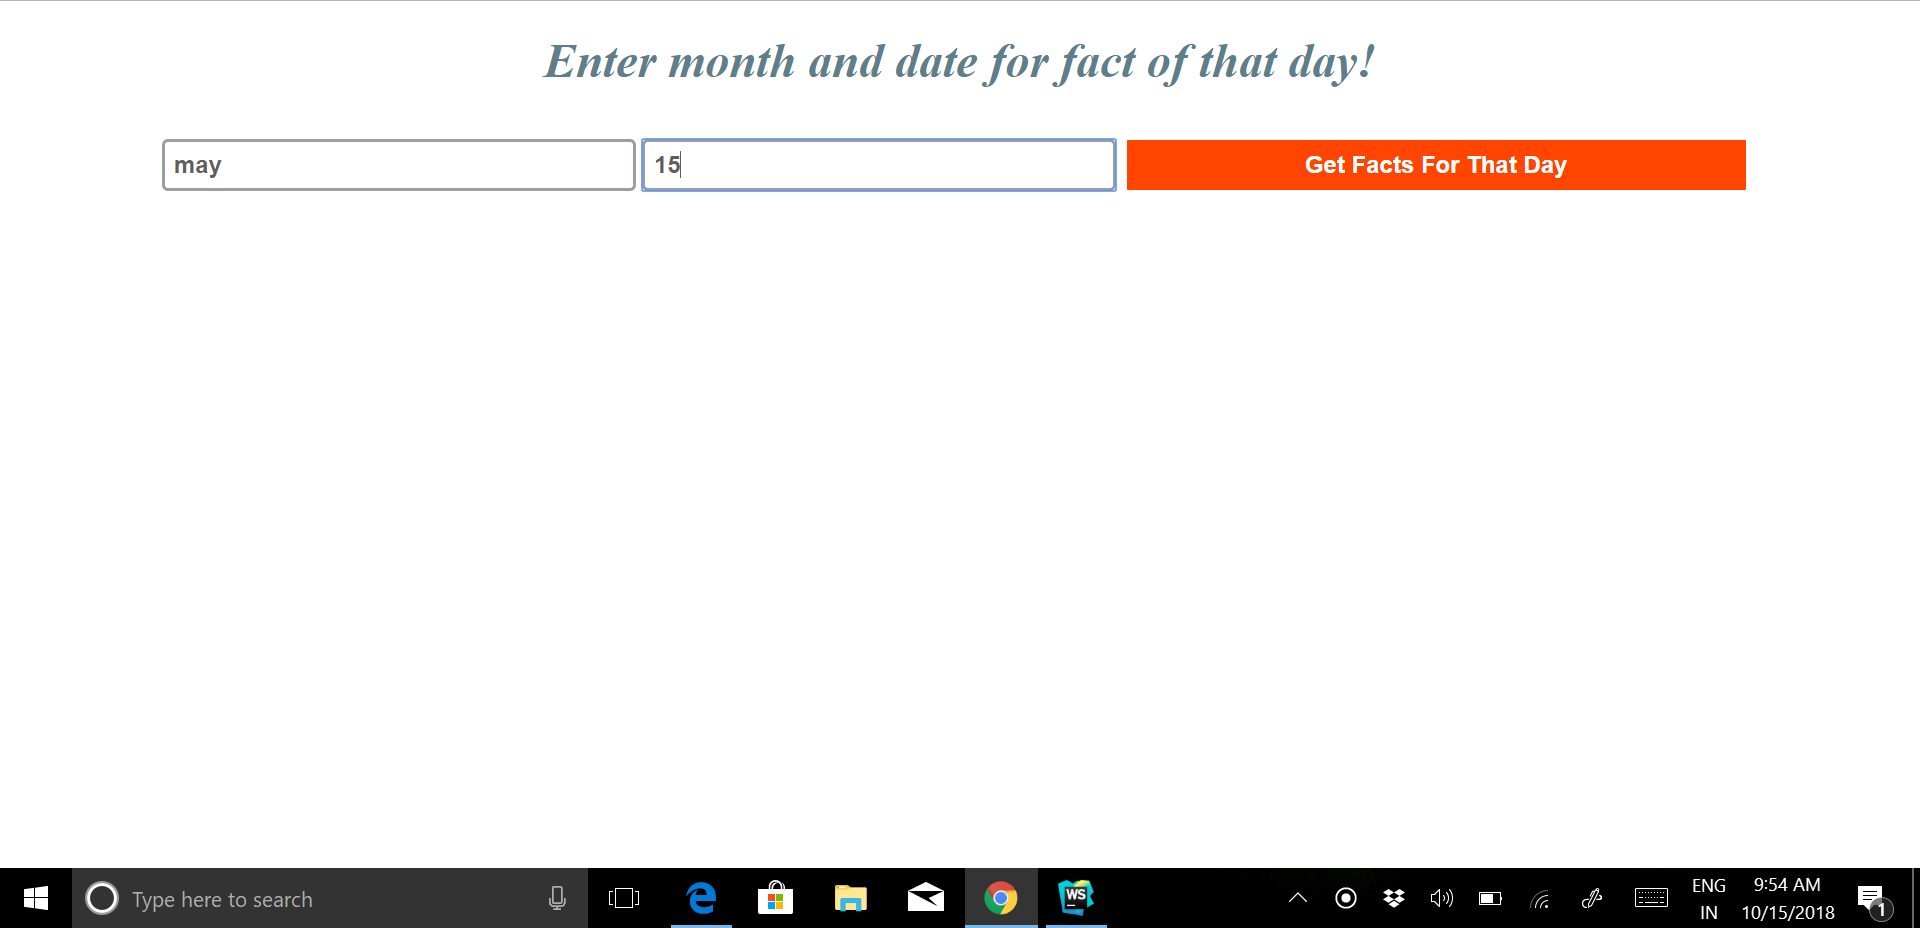 Enter month and date for fact of that day!
may
15
Get Facts For That Day
Type here to search
WS
ENG
IN
9:54 AM
10/15/2018
1